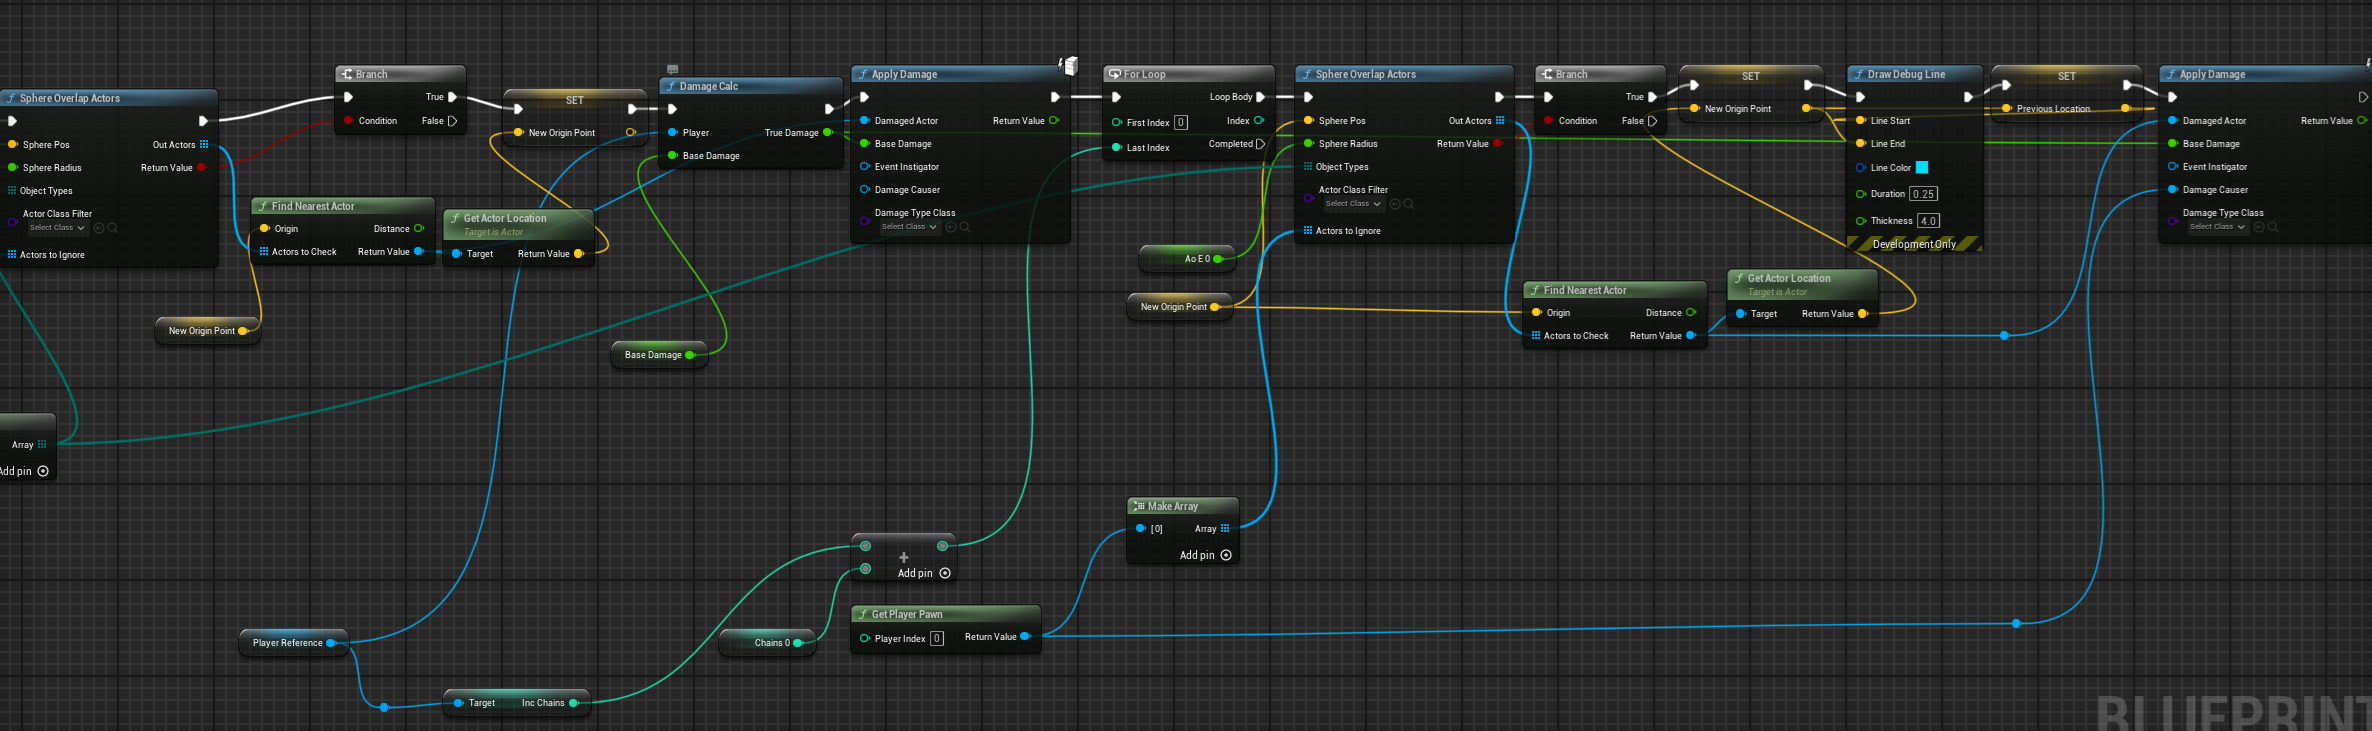 Sphere Overlap Actors
Sphere Pos
Out Actors
Sphere Radius
Return Value
Object Types
Actor Class Filter
Select Class
Actors to Ignore
Branch
True
Condition
False
SET
New Origin Point
Find Nearest Actor
Origin
Distance
Actors to Check
Return Value
Get Actor Location
Target is Actor
Target
Return Value
New Origin Point
Damage Calc
Player
True Damage
Base Damage
Base Damage
Apply Damage
Damaged Actor
Return Value
Base Damage
Event Instigator
Damage Causer
Damage Type Class
Select Class
For Loop
Loop Body
First Index 0
Index
Last Index
Completed
Sphere Overlap Actors
Sphere Pos
Out Actors
Sphere Radius
Return Value
Object Types
Actor Class Filter
Select Class
Actors to Ignore
Ao E 0
New Origin Point
Branch
True
Condition
False
SET
New Origin Point
Draw Debug Line
Line Start
Line End
Line Color
Duration 0.25
Thickness 4.0
Development Only
SET
Previous Location
Apply Damage
Damaged Actor
Return Value
Base Damage
Event Instigator
Damage Causer
Damage Type Class
Select Class
Find Nearest Actor
Origin
Distance
Actors to Check
Return Value
Get Actor Location
Target is Actor
Target
Return Value
Array
Add pin
Make Array
[0]
Array
Add pin
Add pin
Get Player Pawn
Player Index 0
Return Value
Chains 0
Player Reference
Target
Inc Chains
BLUEPRINT